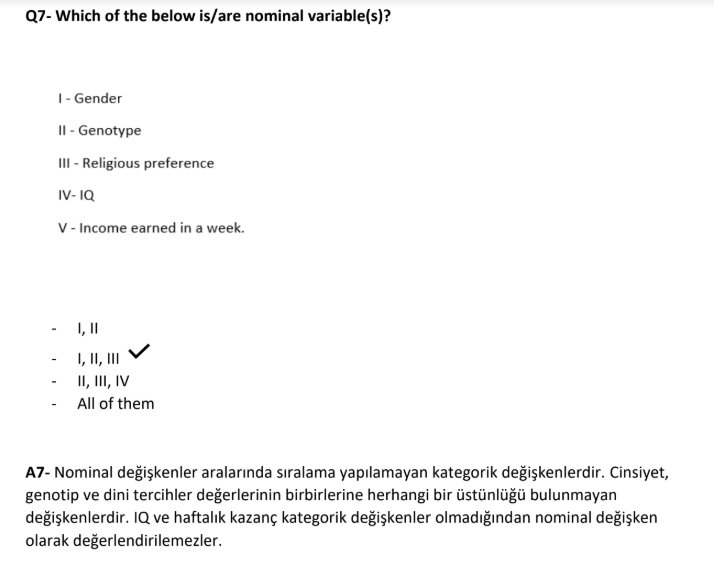 Q7- Which of the below is/are nominal variable(s)?
I - Gender
II - Genotype
III - Religious preference
IV- IQ
V - Income earned in a week.
- I, II
- I, II, III ✓
- II, III, IV
- All of them
A7- Nominal değişkenler aralarında sıralama yapılamayan kategorik değişkenlerdir. Cinsiyet,
genotip ve dini tercihler değerlerinin birbirlerine herhangi bir üstünlüğü bulunmayan
değişkenlerdir. IQ ve haftalık kazanç kategorik değişkenler olmadığından nominal değişken
olarak değerlendirilemezler.